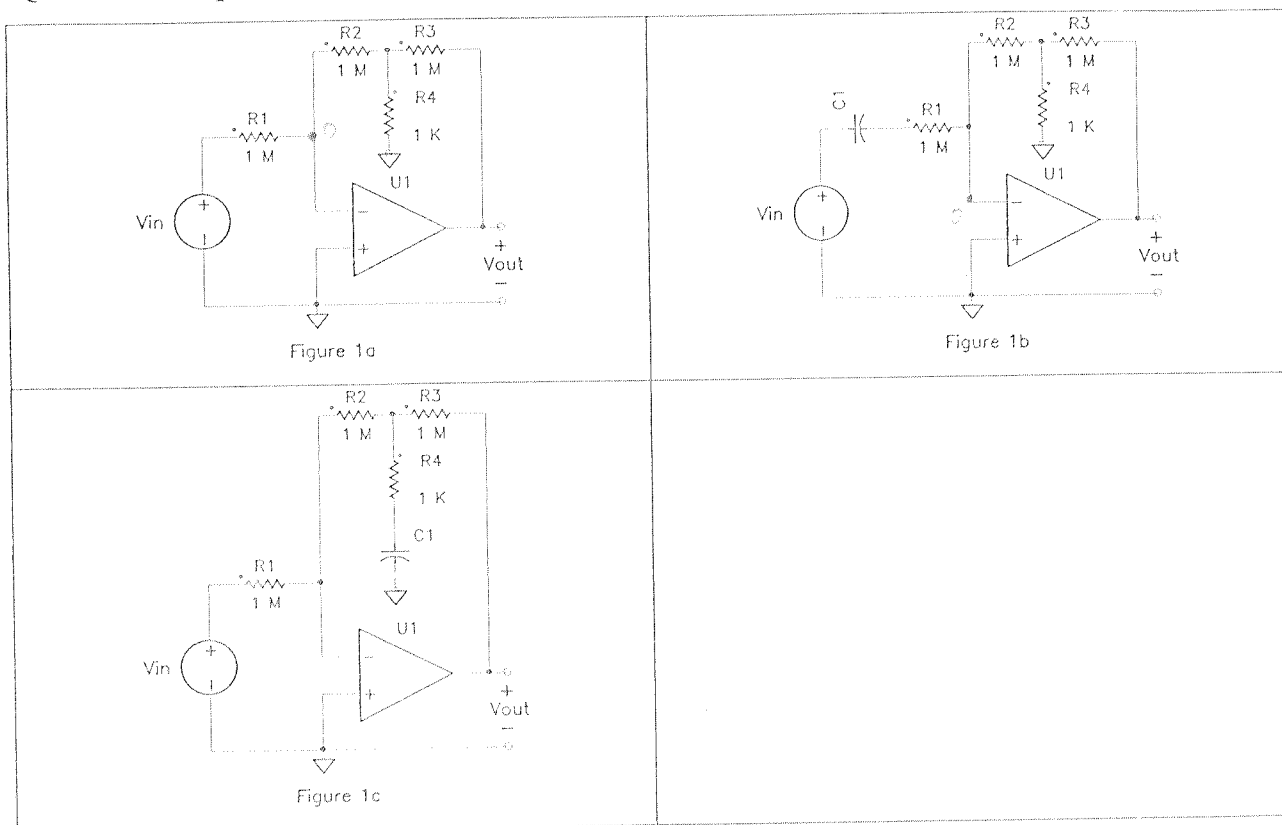 R2 R3
1 M 1 M
R4
1 K
R1
1 M
U1
Vin
+
−
−
+
+
Vout
−
Figure 1a
R2 R3
1 M 1 M
R4
1 K
C1
R1
1 M
U1
Vin
+
−
−
+
+
Vout
−
Figure 1b
R2 R3
1 M 1 M
R4
1 K
C1
R1
1 M
U1
Vin
+
−
−
+
+
Vout
−
Figure 1c